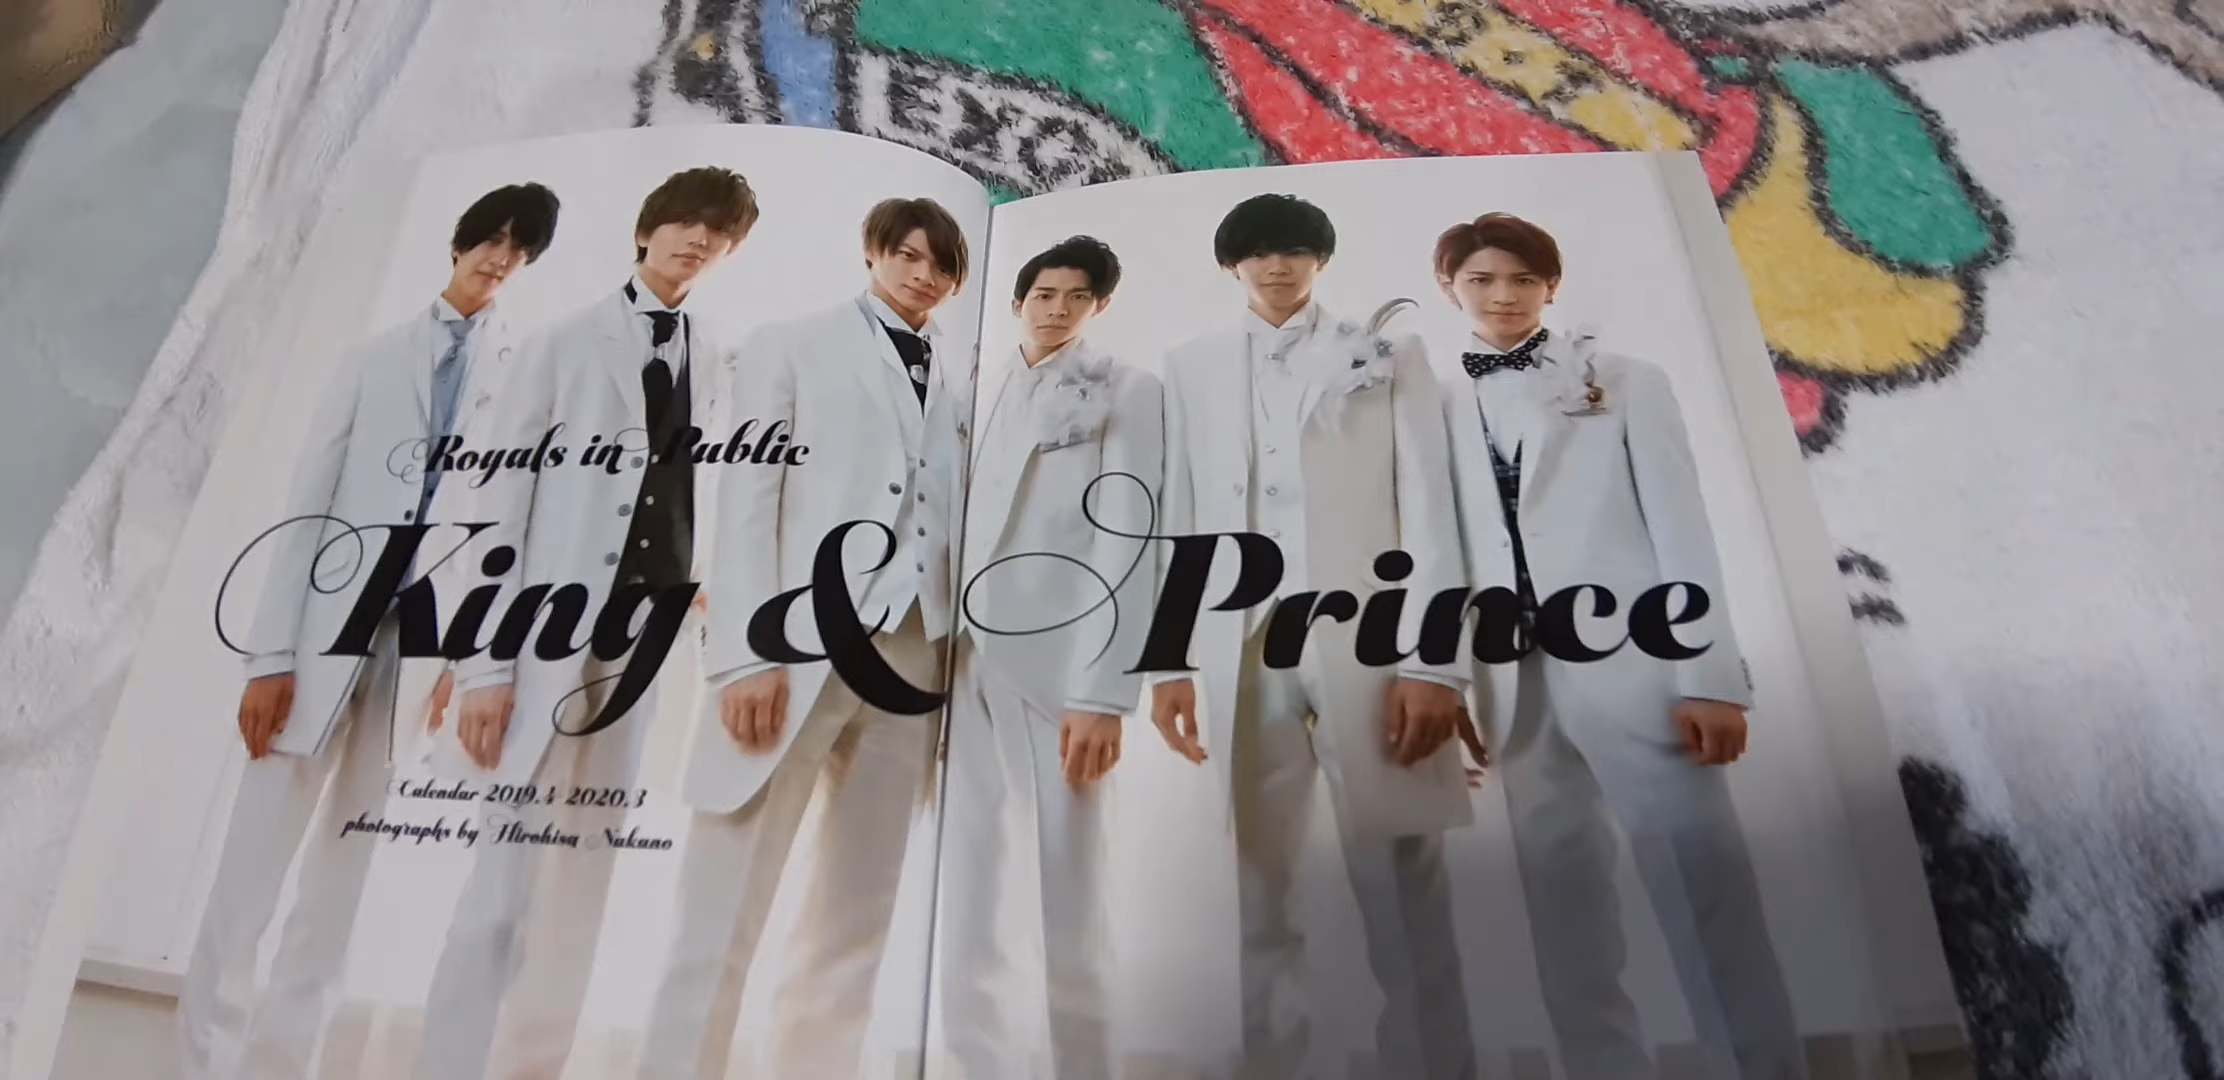 Royals in Public
King & Prince
Calendar 2019.4-2020.3
photographs by Hirohisa Nakano